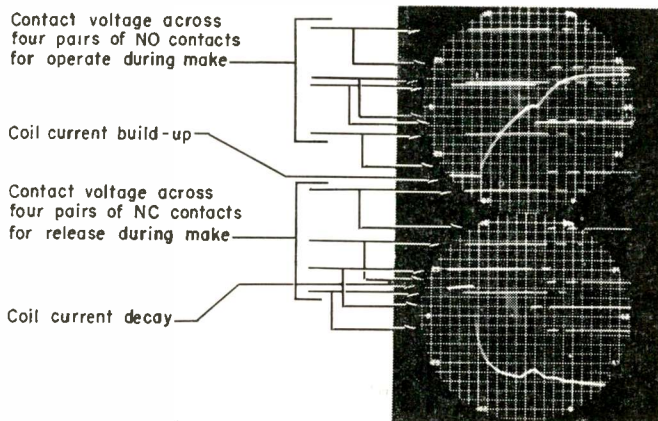 Contact voltage across
four pairs of NO contacts
for operate during make
Coil current build-up
Contact voltage across
four pairs of NC contacts
for release during make
Coil current decay